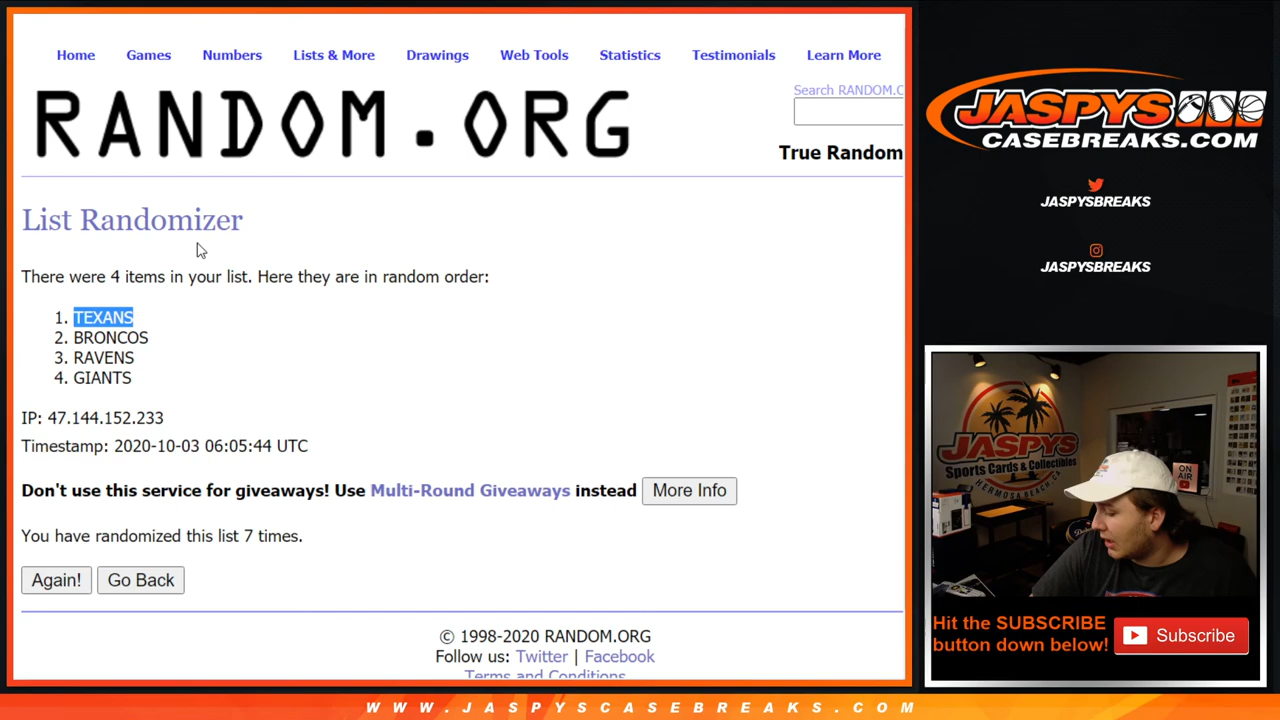 Home Games Numbers Lists & More Drawings Web Tools Statistics Testimonials Learn More
RANDOM.ORG
Search RANDOM.O
True Random
List Randomizer
There were 4 items in your list. Here they are in random order:
1. TEXANS
2. BRONCOS
3. RAVENS
4. GIANTS
IP: 47.144.152.233
Timestamp: 2020-10-03 06:05:44 UTC
Don't use this service for giveaways! Use Multi-Round Giveaways instead More Info
You have randomized this list 7 times.
Again! Go Back
© 1998-2020 RANDOM.ORG
Follow us: Twitter | Facebook
Terms and Conditions
JASPYS
CASEBREAKS.COM
JASPYSBREAKS
JASPYSBREAKS
JASPYS
Sports Cards & Collectibles
HERMOSA BEACH, CA
ON
AIR
Hit the SUBSCRIBE
button down below!
Subscribe
WWW.JASPYSCASEBREAKS.COM